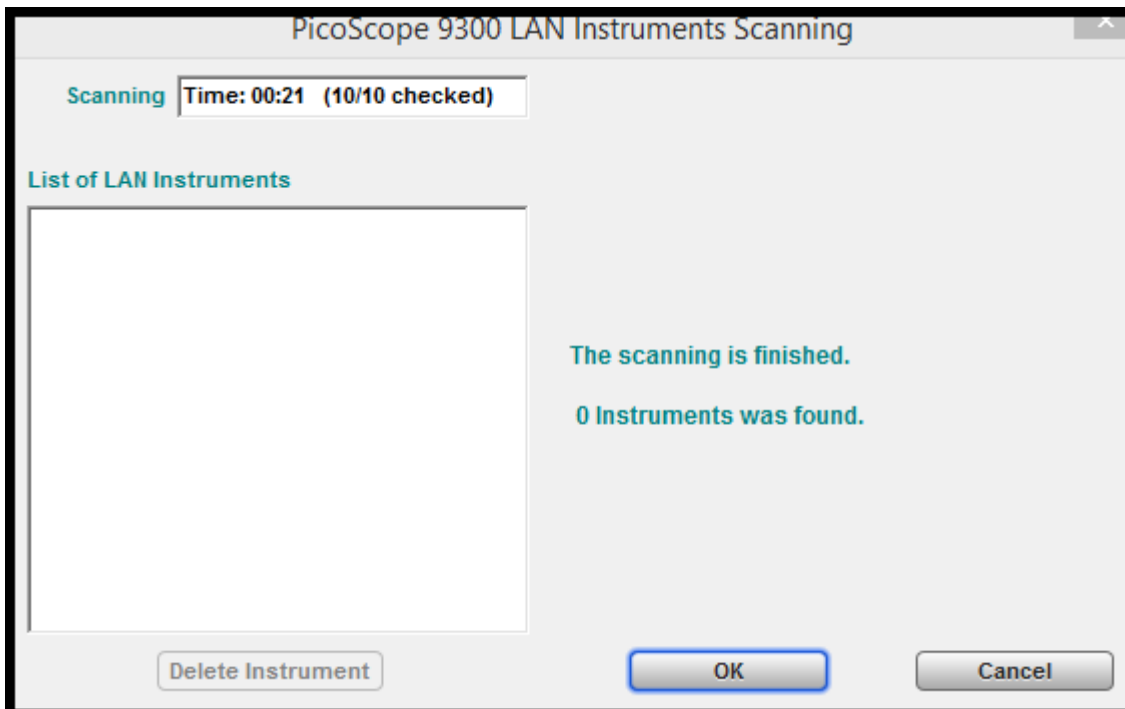 PicoScope 9300 LAN Instruments Scanning
Scanning Time: 00:21 (10/10 checked)
List of LAN Instruments
The scanning is finished.
0 Instruments was found.
Delete Instrument OK Cancel